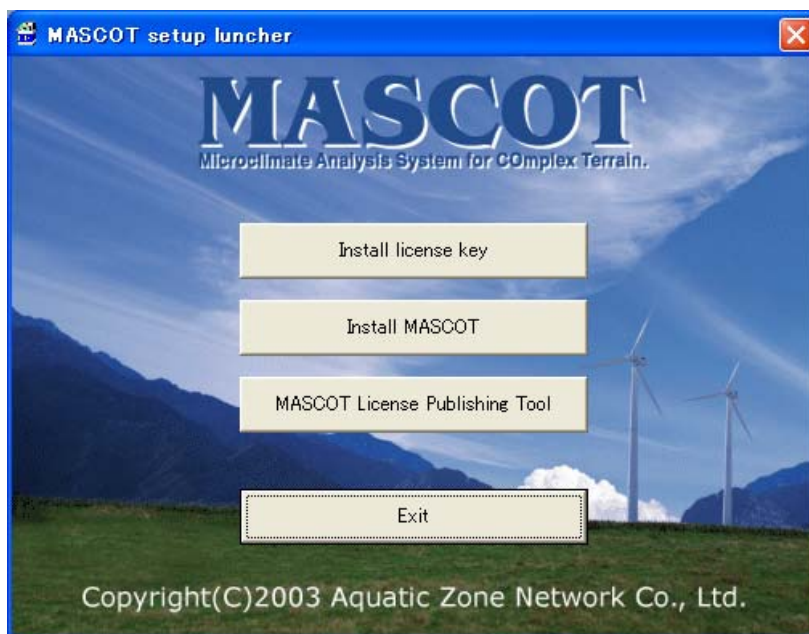 MASCOT setup luncher
MASCOT
Microclimate Analysis System for COmplex Terrain.
Install license key
Install MASCOT
MASCOT License Publishing Tool
Exit
Copyright(C)2003 Aquatic Zone Network Co., Ltd.